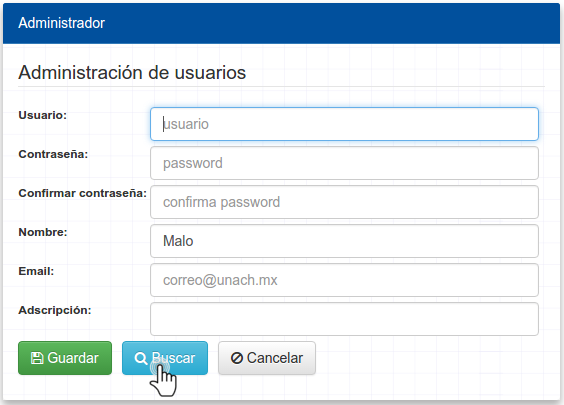 Administrador
Administración de usuarios
Usuario: usuario
Contraseña: password
Confirmar contraseña: confirma password
Nombre: Malo
Email: correo@unach.mx
Adscripción:
Guardar Buscar Cancelar